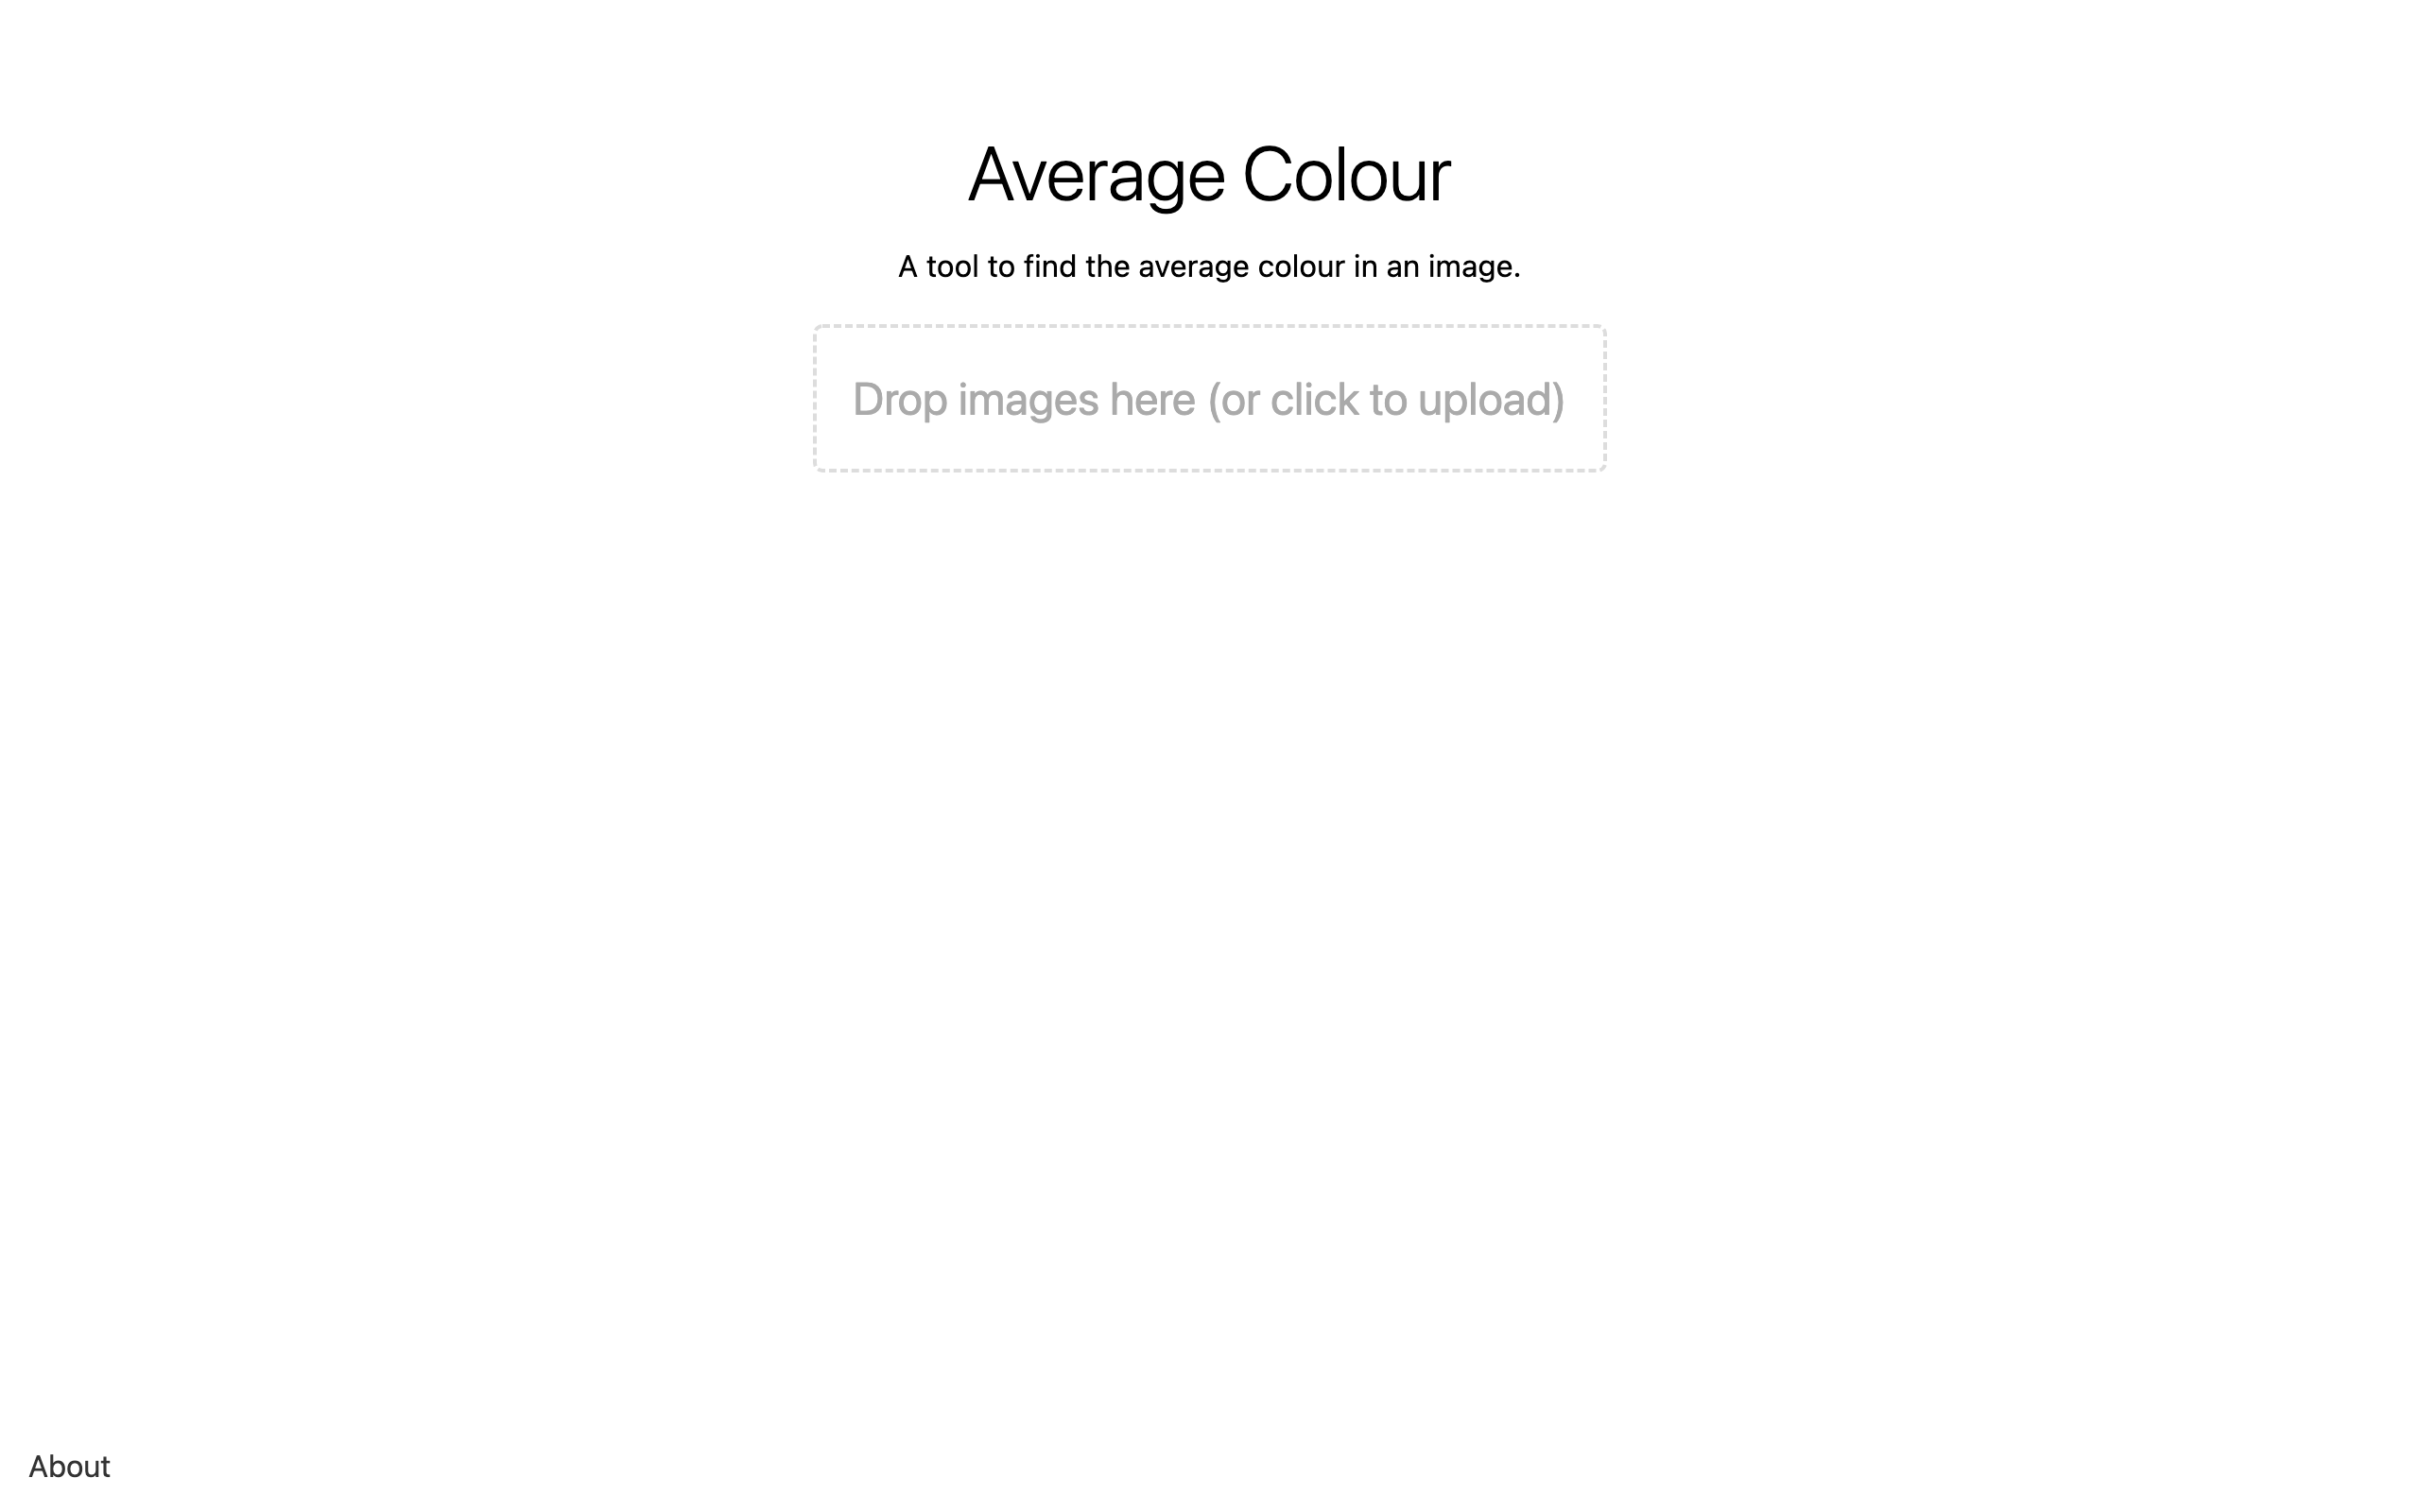 Average Colour
A tool to find the average colour in an image.
Drop images here (or click to upload)
About